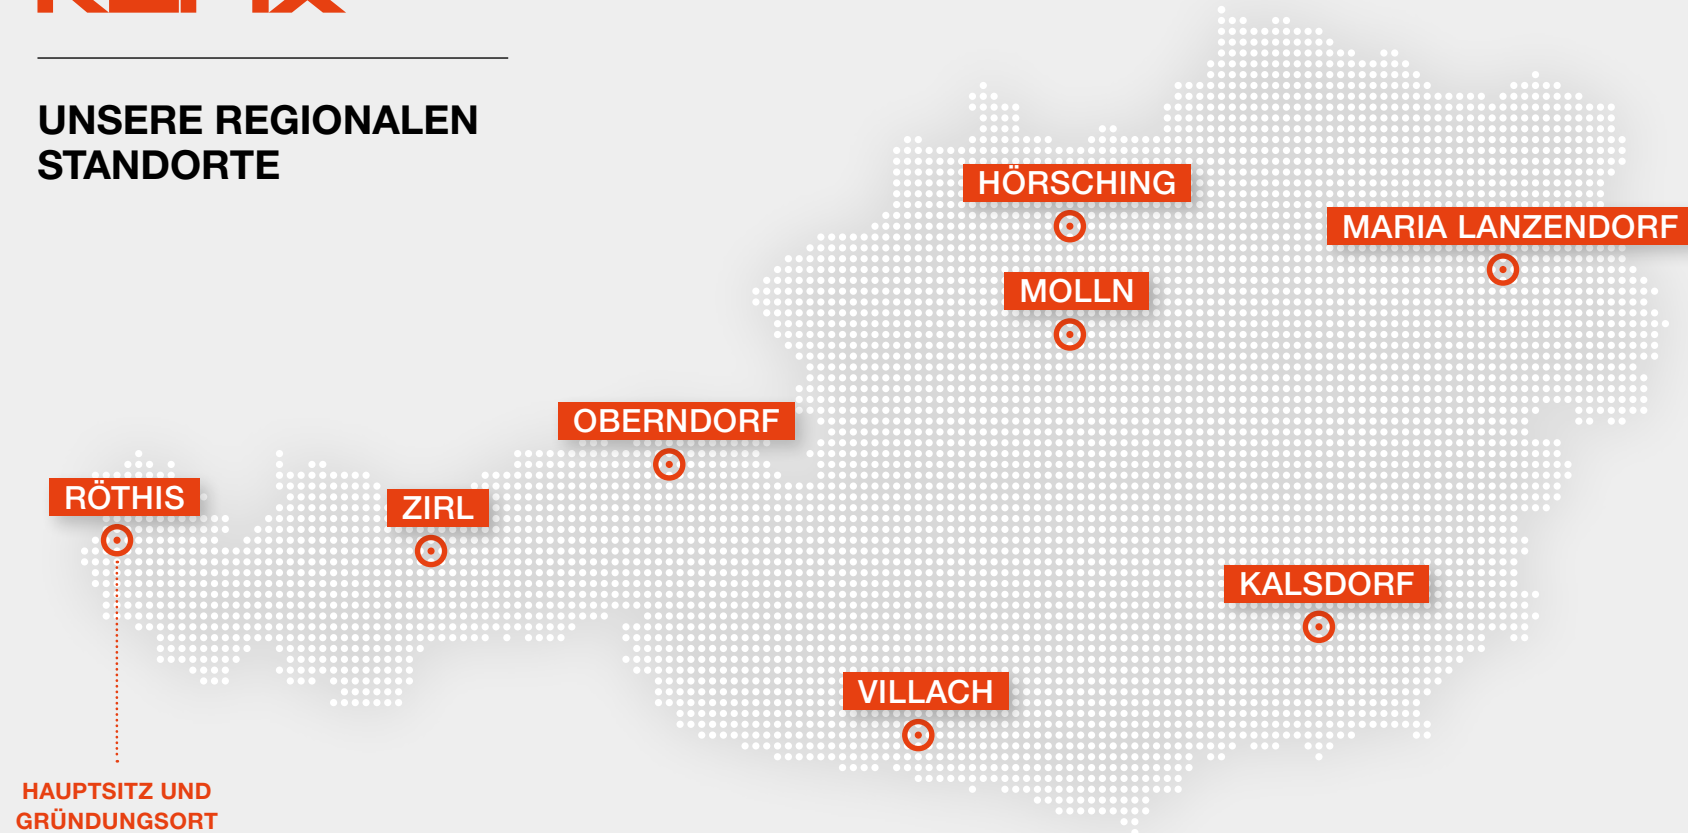 UNSERE REGIONALEN
STANDORTE
HÖRSCHING
MARIA LANZENDORF
MOLLN
OBERNDORF
RÖTHIS
ZIRL
KALSDORF
VILLACH
HAUPTSITZ UND
GRÜNDUNGSORT